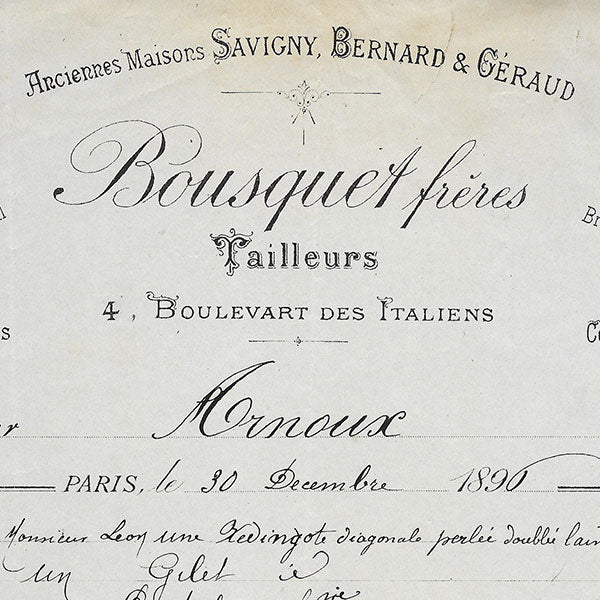 Anciennes Maisons Savigny, Bernard & Géraud
Bousquet frères
Tailleurs
4, Boulevart des Italiens
Arnoux
PARIS, le 30 Decembre 1890
Monsieur Leon une Redingote diagonale perlée doublé
un Gilet